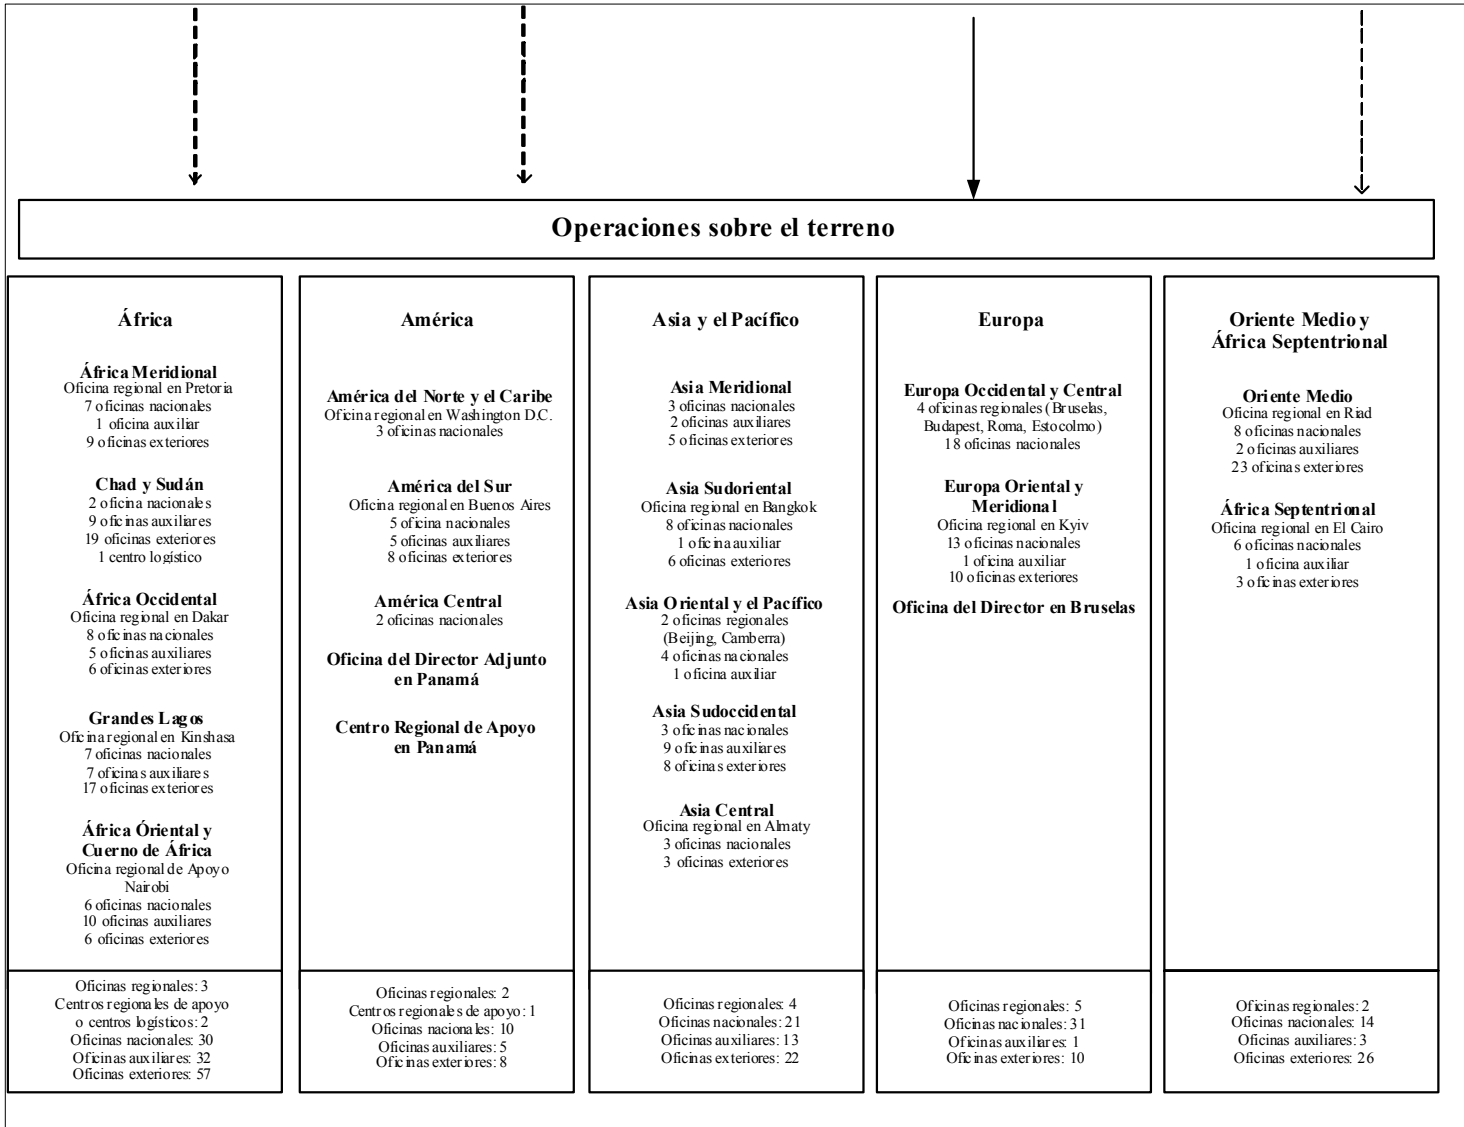 Operaciones sobre el terreno
África
África Meridional
Oficina regional en Pretoria
7 oficinas nacionales
1 oficina auxiliar
9 oficinas exteriores
Chad y Sudán
2 oficina nacionales
9 oficinas auxiliares
19 oficinas exteriores
1 centro logístico
África Occidental
Oficina regional en Dakar
8 oficinas nacionales
5 oficinas auxiliares
6 oficinas exteriores
Grandes Lagos
Oficina regional en Kinshasa
7 oficinas nacionales
7 oficinas auxiliares
17 oficinas exteriores
África Óriental y
Cuerno de África
Oficina regional de Apoyo
Nairobi
6 oficinas nacionales
10 oficinas auxiliares
6 oficinas exteriores
Oficinas regionales: 3
Centros regionales de apoyo
o centros logísticos: 2
Oficinas nacionales: 30
Oficinas auxiliares: 32
Oficinas exteriores: 57
América
América del Norte y el Caribe
Oficina regional en Washington D.C.
3 oficinas nacionales
América del Sur
Oficina regional en Buenos Aires
5 oficina nacionales
5 oficinas auxiliares
8 oficinas exteriores
América Central
2 oficinas nacionales
Oficina del Director Adjunto
en Panamá
Centro Regional de Apoyo
en Panamá
Oficinas regionales: 2
Centros regionales de apoyo: 1
Oficinas nacionales: 10
Oficinas auxiliares: 5
Oficinas exteriores: 8
Asia y el Pacífico
Asia Meridional
3 oficinas nacionales
2 oficinas auxiliares
5 oficinas exteriores
Asia Sudoriental
Oficina regional en Bangkok
8 oficinas nacionales
1 oficina auxiliar
6 oficinas exteriores
Asia Oriental y el Pacífico
2 oficinas regionales
(Beijing, Camberra)
4 oficinas nacionales
1 oficina auxiliar
Asia Sudoccidental
3 oficinas nacionales
9 oficinas auxiliares
8 oficinas exteriores
Asia Central
Oficina regional en Almaty
3 oficinas nacionales
3 oficinas exteriores
Oficinas regionales: 4
Oficinas nacionales: 21
Oficinas auxiliares: 13
Oficinas exteriores: 22
Europa
Europa Occidental y Central
4 oficinas regionales (Bruselas,
Budapest, Roma, Estocolmo)
18 oficinas nacionales
Europa Oriental y
Meridional
Oficina regional en Kyiv
13 oficinas nacionales
1 oficina auxiliar
10 oficinas exteriores
Oficina del Director en Bruselas
Oficinas regionales: 5
Oficinas nacionales: 31
Oficinas auxiliares: 1
Oficinas exteriores: 10
Oriente Medio y
África Septentrional
Oriente Medio
Oficina regional en Riad
8 oficinas nacionales
2 oficinas auxiliares
23 oficinas exteriores
África Septentrional
Oficina regional en El Cairo
6 oficinas nacionales
1 oficina auxiliar
3 oficinas exteriores
Oficinas regionales: 2
Oficinas nacionales: 14
Oficinas auxiliares: 3
Oficinas exteriores: 26